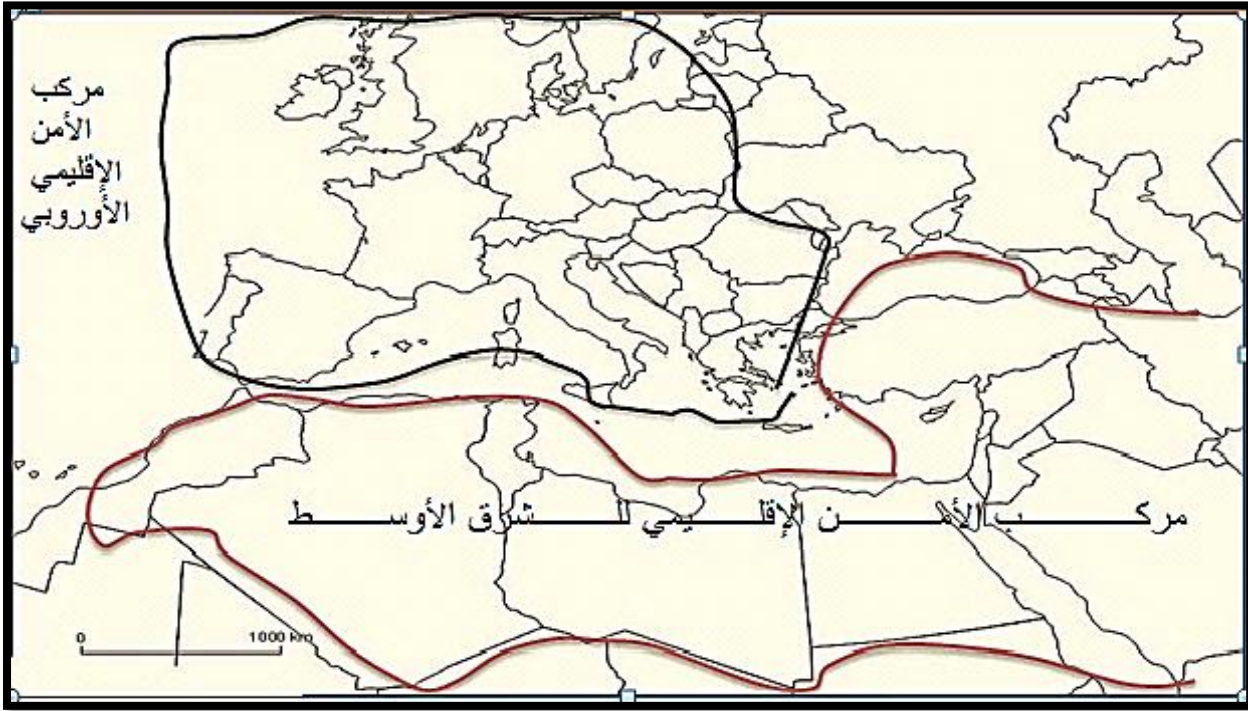 مركب
الأمن
الإقليمي
الأوروبي
مركب الأمن الإقليمي للشرق الأوسط
0 1000 km